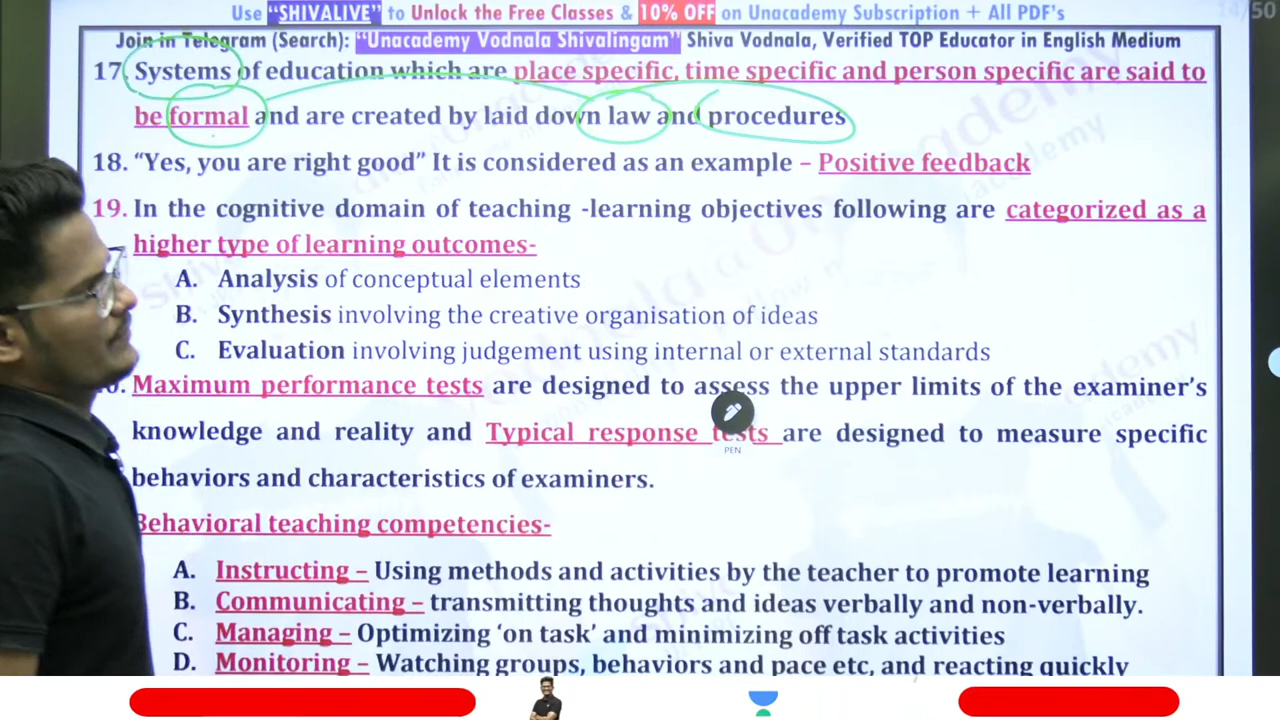 Use “SHIVALIVE” to Unlock the Free Classes & 10% OFF on Unacademy Subscription + All PDF’s
/50
Join in Telegram (Search): “Unacademy Vodnala Shivalingam” Shiva Vodnala, Verified TOP Educator in English Medium
17. Systems of education which are place specific, time specific and person specific are said to
be formal and are created by laid down law and procedures
18. “Yes, you are right good” It is considered as an example – Positive feedback
19. In the cognitive domain of teaching -learning objectives following are categorized as a
higher type of learning outcomes-
A. Analysis of conceptual elements
B. Synthesis involving the creative organisation of ideas
C. Evaluation involving judgement using internal or external standards
Maximum performance tests are designed to assess the upper limits of the examiner’s
knowledge and reality and Typical response tests are designed to measure specific
PEN
behaviors and characteristics of examiners.
Behavioral teaching competencies-
A. Instructing – Using methods and activities by the teacher to promote learning
B. Communicating – transmitting thoughts and ideas verbally and non-verbally.
C. Managing – Optimizing ‘on task’ and minimizing off task activities
D. Monitoring – Watching groups, behaviors and pace etc, and reacting quickly